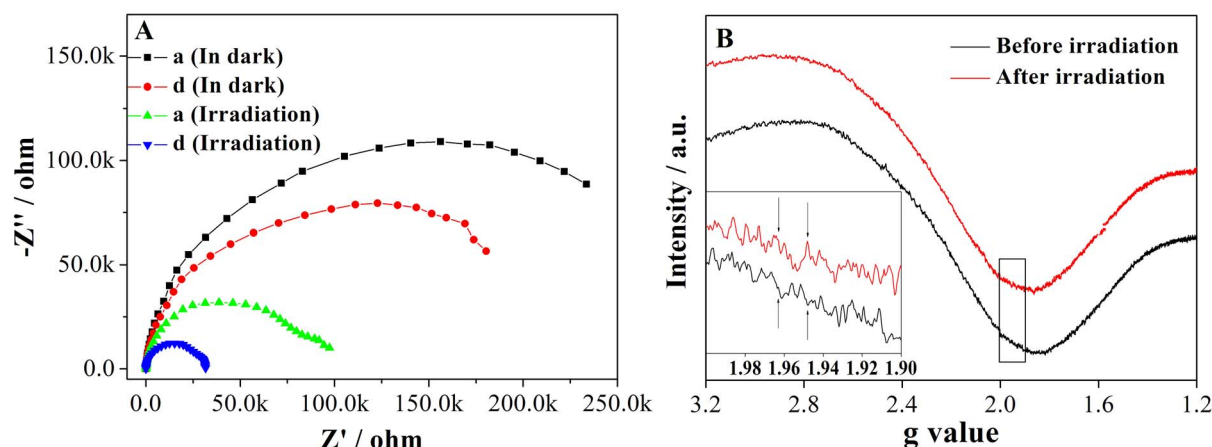 A
a (In dark)
d (In dark)
a (Irradiation)
d (Irradiation)
150.0k
100.0k
50.0k
0.0
-Z'' / ohm
0.0 50.0k 100.0k 150.0k 200.0k 250.0k
Z' / ohm
B
Before irradiation
After irradiation
Intensity / a.u.
1.98 1.96 1.94 1.92 1.90
3.2 2.8 2.4 2.0 1.6 1.2
g value